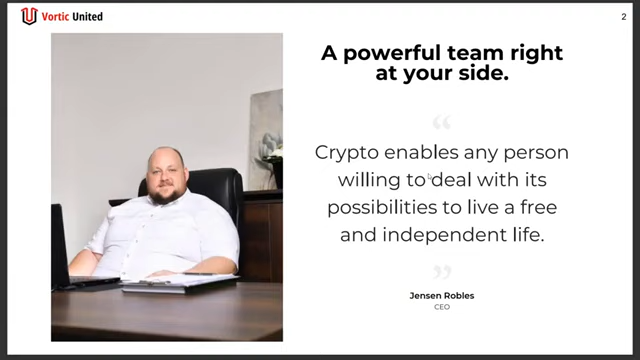 Vortic United
2
A powerful team right
at your side.
“
Crypto enables any person
willing to deal with its
possibilities to live a free
and independent life.
”
Jensen Robles
CEO